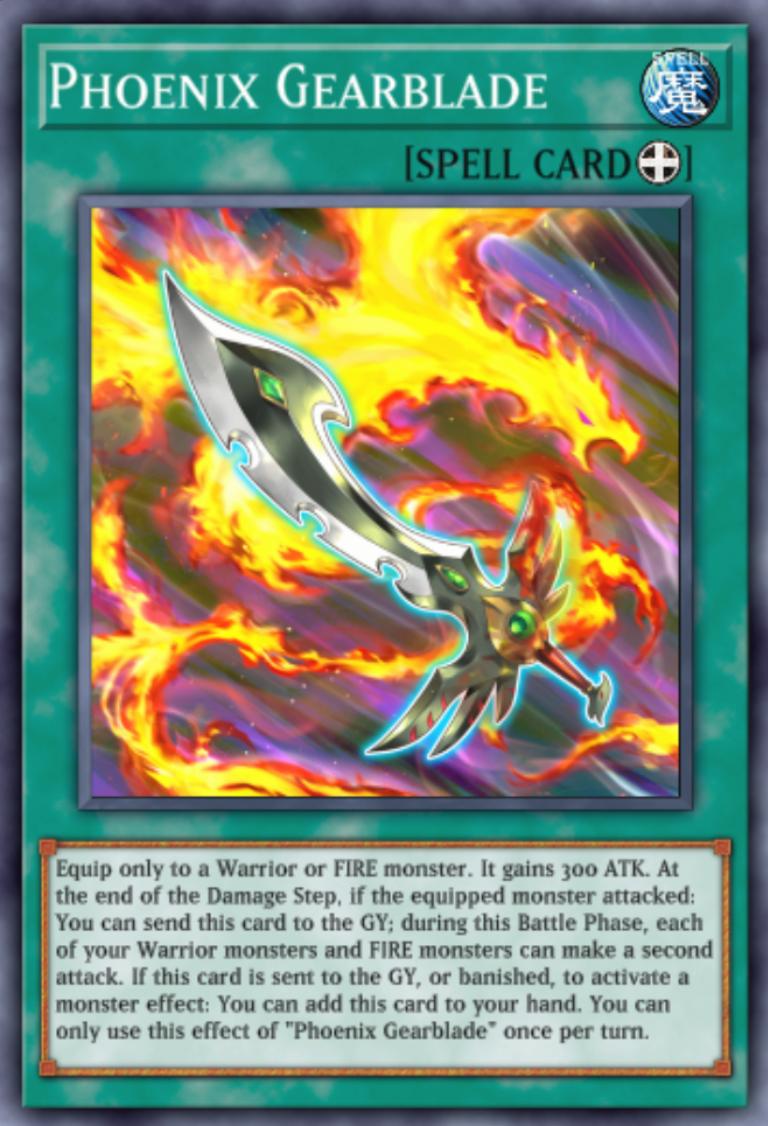 PHOENIX GEARBLADE
SPELL
魔
[SPELL CARD]
Equip only to a Warrior or FIRE monster. It gains 300 ATK. At
the end of the Damage Step, if the equipped monster attacked:
You can send this card to the GY; during this Battle Phase, each
of your Warrior monsters and FIRE monsters can make a second
attack. If this card is sent to the GY, or banished, to activate a
monster effect: You can add this card to your hand. You can
only use this effect of "Phoenix Gearblade" once per turn.